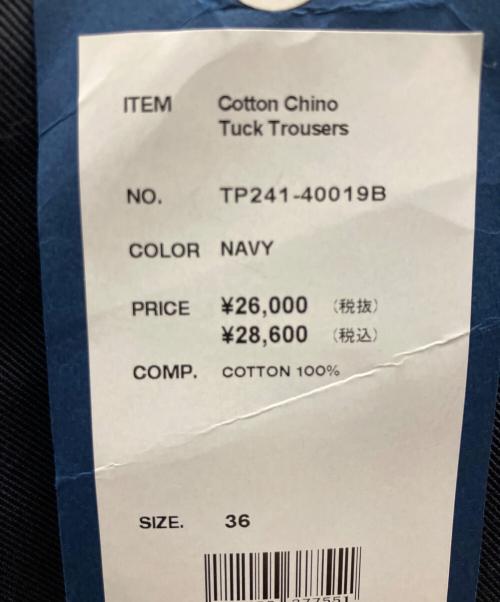 ITEM Cotton Chino
Tuck Trousers
NO. TP241-40019B
COLOR NAVY
PRICE ¥26,000 (税抜)
¥28,600 (税込)
COMP. COTTON 100%
SIZE. 36